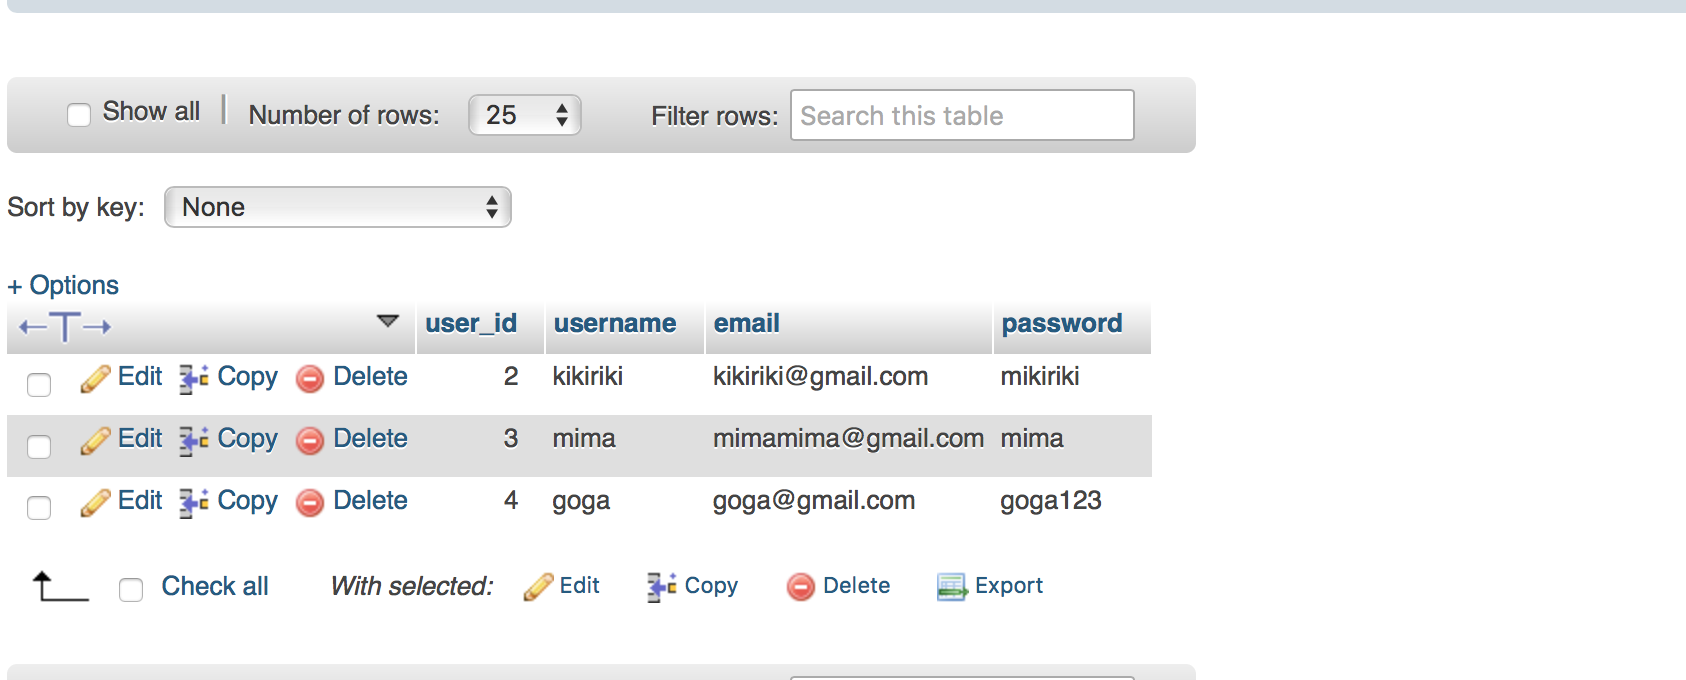 Show all Number of rows: 25 Filter rows: Search this table
Sort by key: None
+ Options
←T→ user_id username email password
Edit Copy Delete 2 kikiriki kikiriki@gmail.com mikiriki
Edit Copy Delete 3 mima mimamima@gmail.com mima
Edit Copy Delete 4 goga goga@gmail.com goga123
Check all With selected: Edit Copy Delete Export